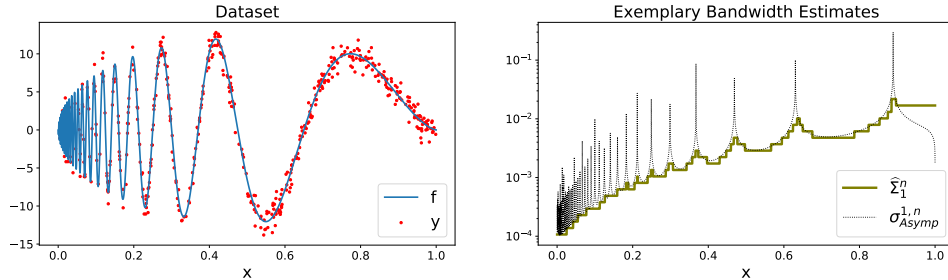 Dataset
10
5
0
−5
−10
−15
0.0 0.2 0.4 0.6 0.8 1.0
x
f
y
Exemplary Bandwidth Estimates
10⁻¹
10⁻²
10⁻³
10⁻⁴
0.0 0.2 0.4 0.6 0.8 1.0
x
Σ̂₁ⁿ
σ^{1,n}_{Asymp}